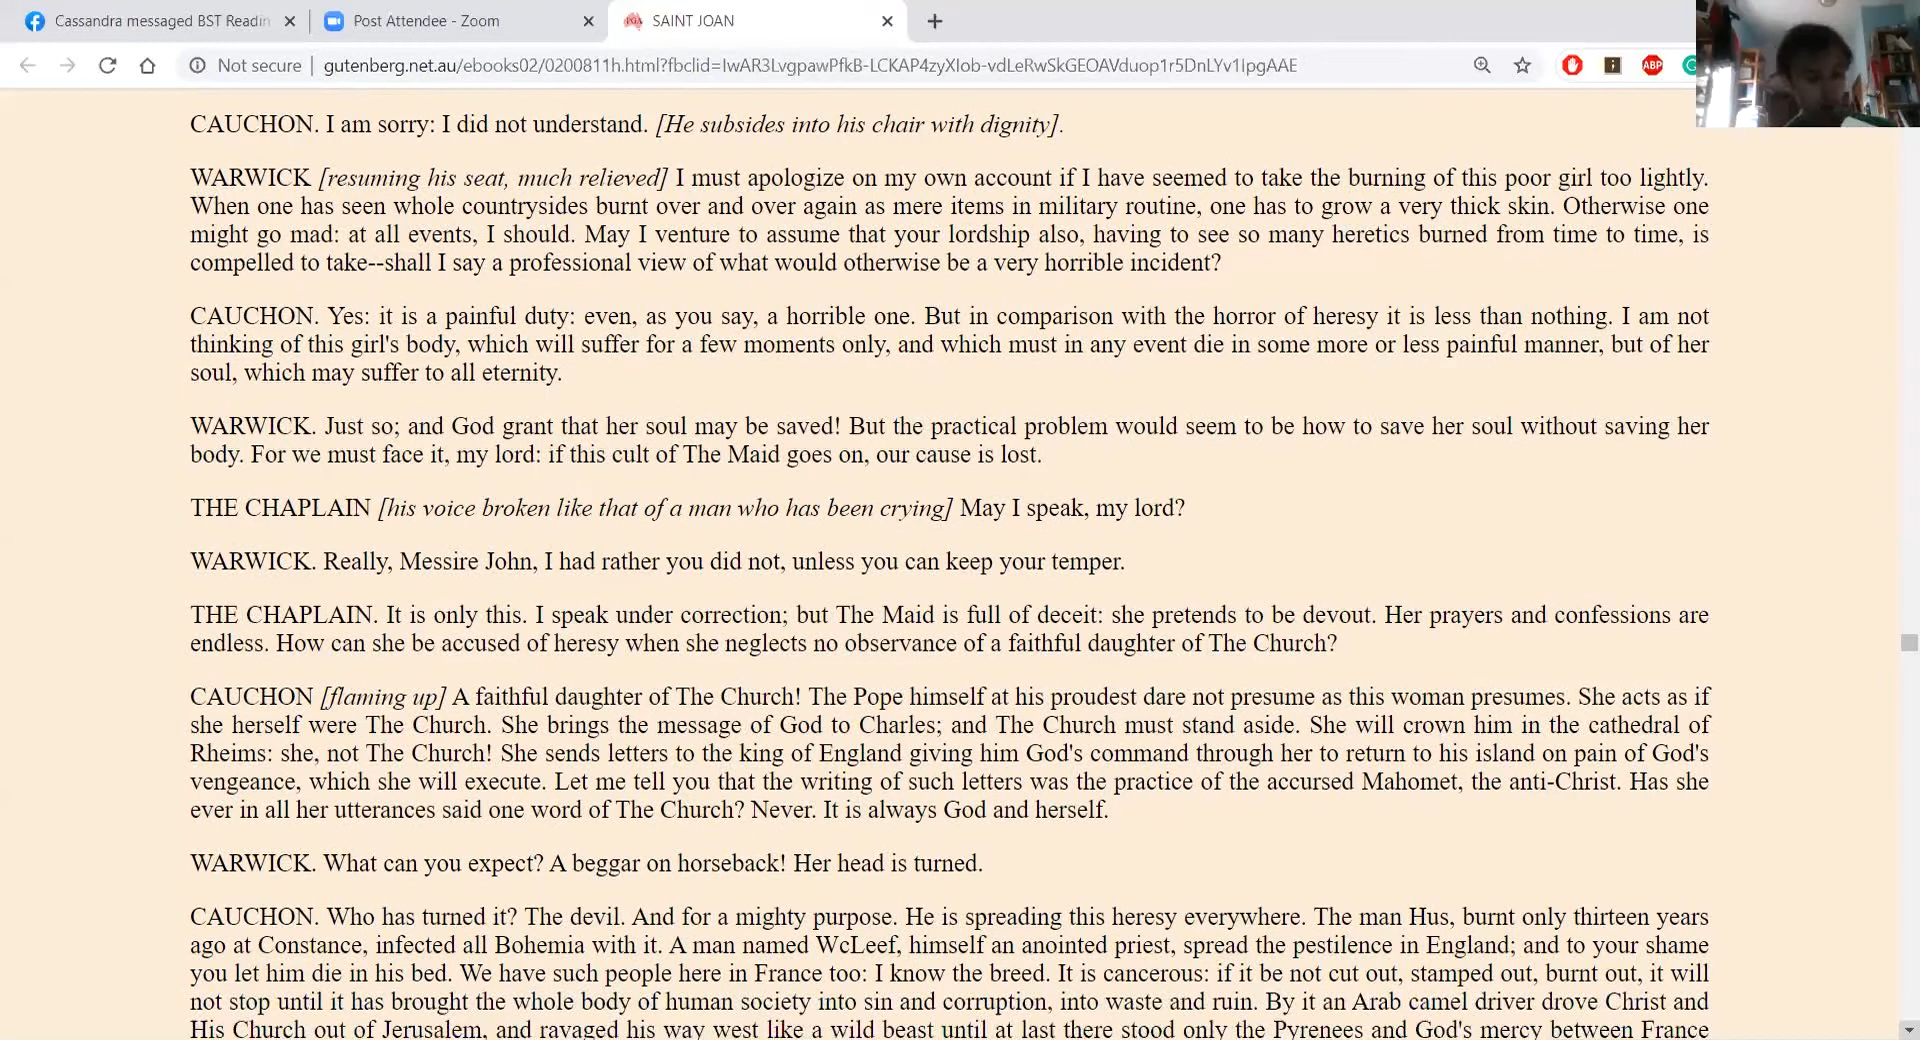 Cassandra messaged BST Readin
Post Attendee - Zoom
SAINT JOAN
Not secure
gutenberg.net.au/ebooks02/0200811h.html?fbclid=IwAR3LvgpawPfkB-LCKAP4zyXIob-vdLeRwSkGEOAVduop1r5DnLYv1IpgAAE
ABP
CAUCHON. I am sorry: I did not understand. [He subsides into his chair with dignity].
WARWICK [resuming his seat, much relieved] I must apologize on my own account if I have seemed to take the burning of this poor girl too lightly.
When one has seen whole countrysides burnt over and over again as mere items in military routine, one has to grow a very thick skin. Otherwise one
might go mad: at all events, I should. May I venture to assume that your lordship also, having to see so many heretics burned from time to time, is
compelled to take--shall I say a professional view of what would otherwise be a very horrible incident?
CAUCHON. Yes: it is a painful duty: even, as you say, a horrible one. But in comparison with the horror of heresy it is less than nothing. I am not
thinking of this girl's body, which will suffer for a few moments only, and which must in any event die in some more or less painful manner, but of her
soul, which may suffer to all eternity.
WARWICK. Just so; and God grant that her soul may be saved! But the practical problem would seem to be how to save her soul without saving her
body. For we must face it, my lord: if this cult of The Maid goes on, our cause is lost.
THE CHAPLAIN [his voice broken like that of a man who has been crying] May I speak, my lord?
WARWICK. Really, Messire John, I had rather you did not, unless you can keep your temper.
THE CHAPLAIN. It is only this. I speak under correction; but The Maid is full of deceit: she pretends to be devout. Her prayers and confessions are
endless. How can she be accused of heresy when she neglects no observance of a faithful daughter of The Church?
CAUCHON [flaming up] A faithful daughter of The Church! The Pope himself at his proudest dare not presume as this woman presumes. She acts as if
she herself were The Church. She brings the message of God to Charles; and The Church must stand aside. She will crown him in the cathedral of
Rheims: she, not The Church! She sends letters to the king of England giving him God's command through her to return to his island on pain of God's
vengeance, which she will execute. Let me tell you that the writing of such letters was the practice of the accursed Mahomet, the anti-Christ. Has she
ever in all her utterances said one word of The Church? Never. It is always God and herself.
WARWICK. What can you expect? A beggar on horseback! Her head is turned.
CAUCHON. Who has turned it? The devil. And for a mighty purpose. He is spreading this heresy everywhere. The man Hus, burnt only thirteen years
ago at Constance, infected all Bohemia with it. A man named WcLeef, himself an anointed priest, spread the pestilence in England; and to your shame
you let him die in his bed. We have such people here in France too: I know the breed. It is cancerous: if it be not cut out, stamped out, burnt out, it will
not stop until it has brought the whole body of human society into sin and corruption, into waste and ruin. By it an Arab camel driver drove Christ and
His Church out of Jerusalem, and ravaged his way west like a wild beast until at last there stood only the Pyrenees and God's mercy between France